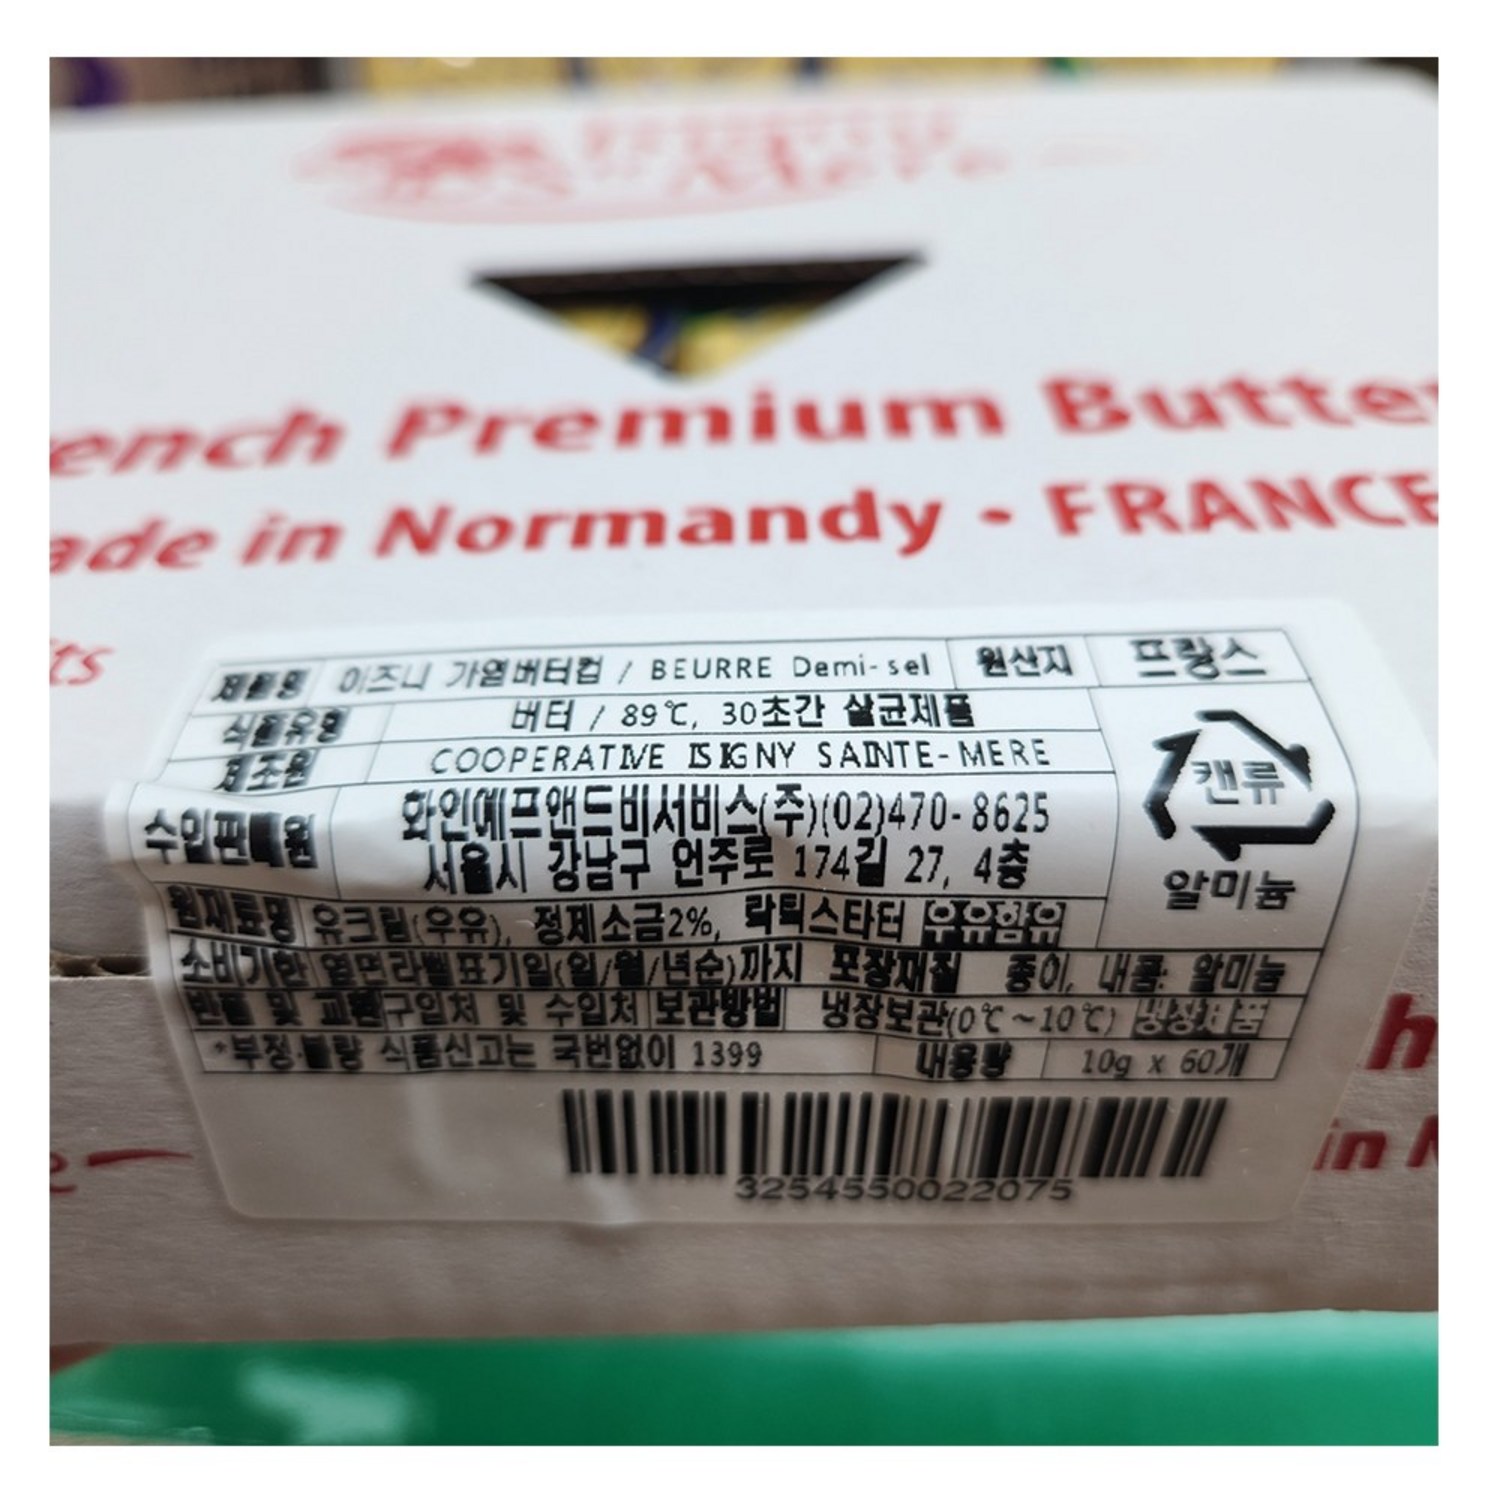 ench Premium Butte
ade in Normandy • FRANCE
ts
제품명 이즈니 가염버터컵 / BEURRE Demi-sel 원산지 프랑스
식품유형 버터 / 89℃, 30초간 살균제품
제조원 COOPERATIVE ISIGNY SAINTE-MERE
캔류
알미늄
수입판매원 화인에프앤드비서비스(주)(02)470-8625
서울시 강남구 언주로 174길 27, 4층
원재료명 유크림(우유), 정제소금2%, 락틱스타터 우유함유
소비기한 옆면라벨표기일(일/월/년순)까지 포장재질 종이, 내품: 알미늄
반품 및 교환 구입처 및 수입처 보관방법 냉장보관(0℃~10℃) 냉장제품
*부정·불량 식품신고는 국번없이 1399 내용량 10g x 60개
3254550022075
h
in